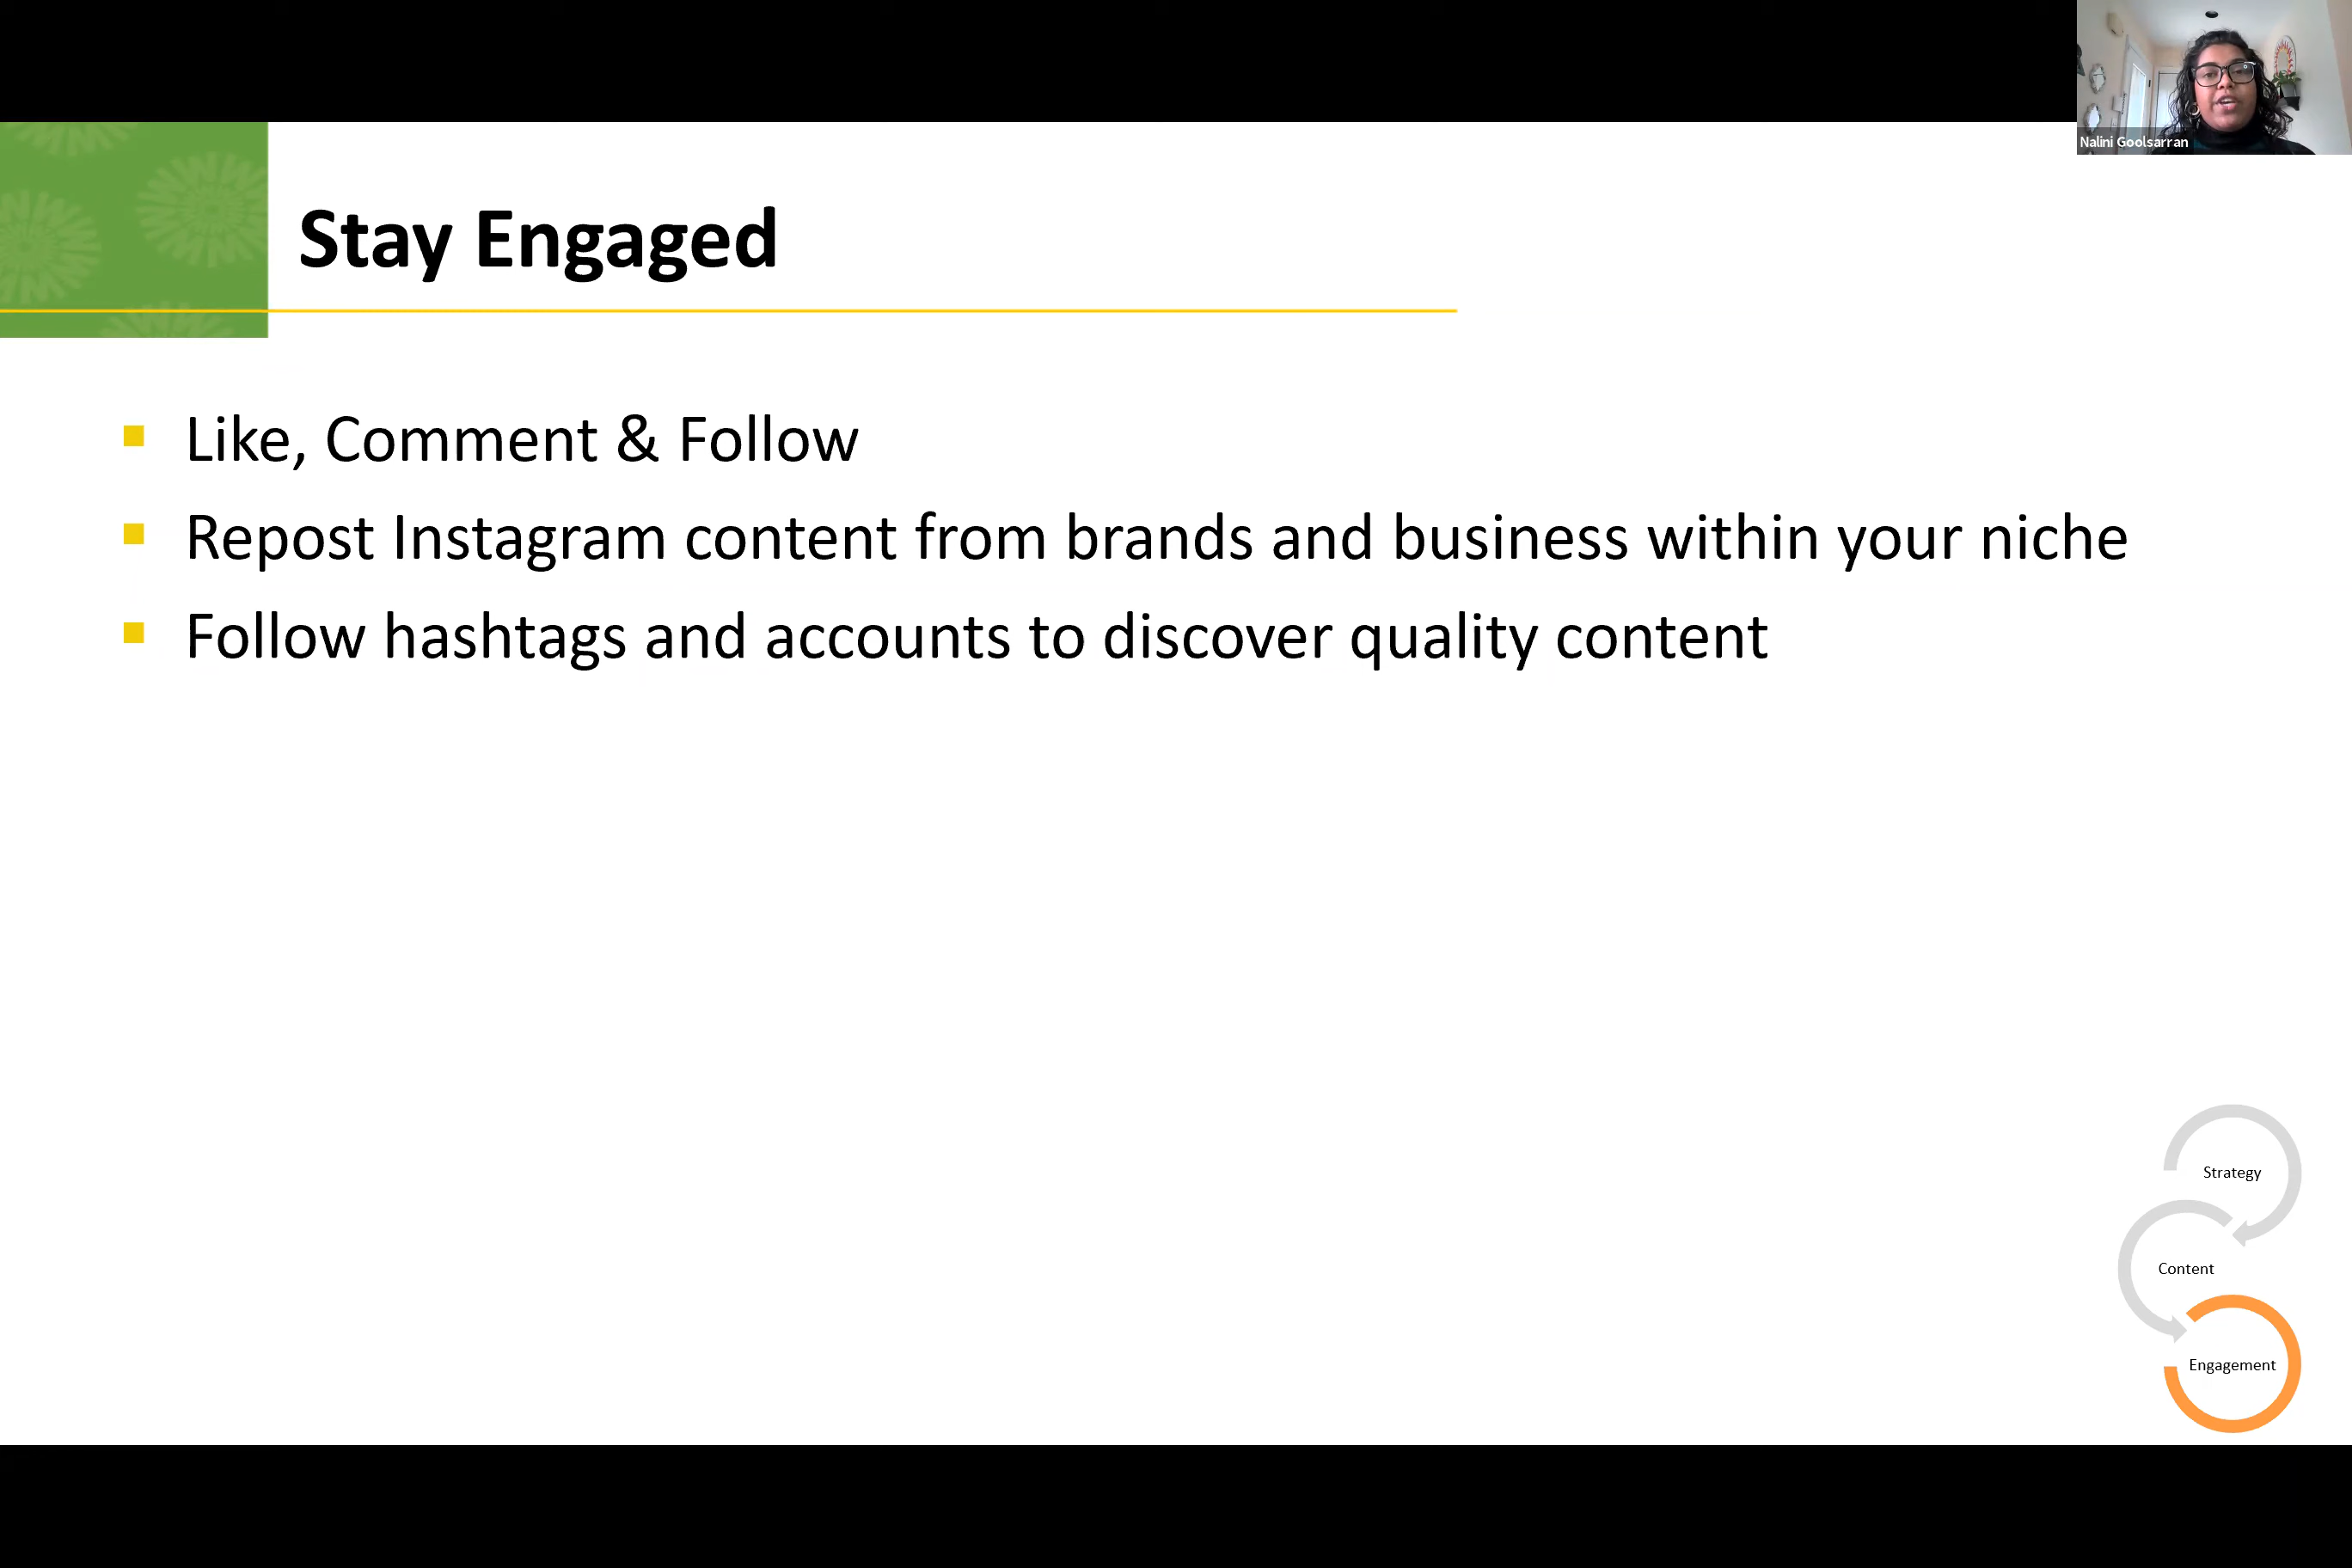 Nalini Goolsarran
Stay Engaged
Like, Comment & Follow
Repost Instagram content from brands and business within your niche
Follow hashtags and accounts to discover quality content
Strategy
Content
Engagement